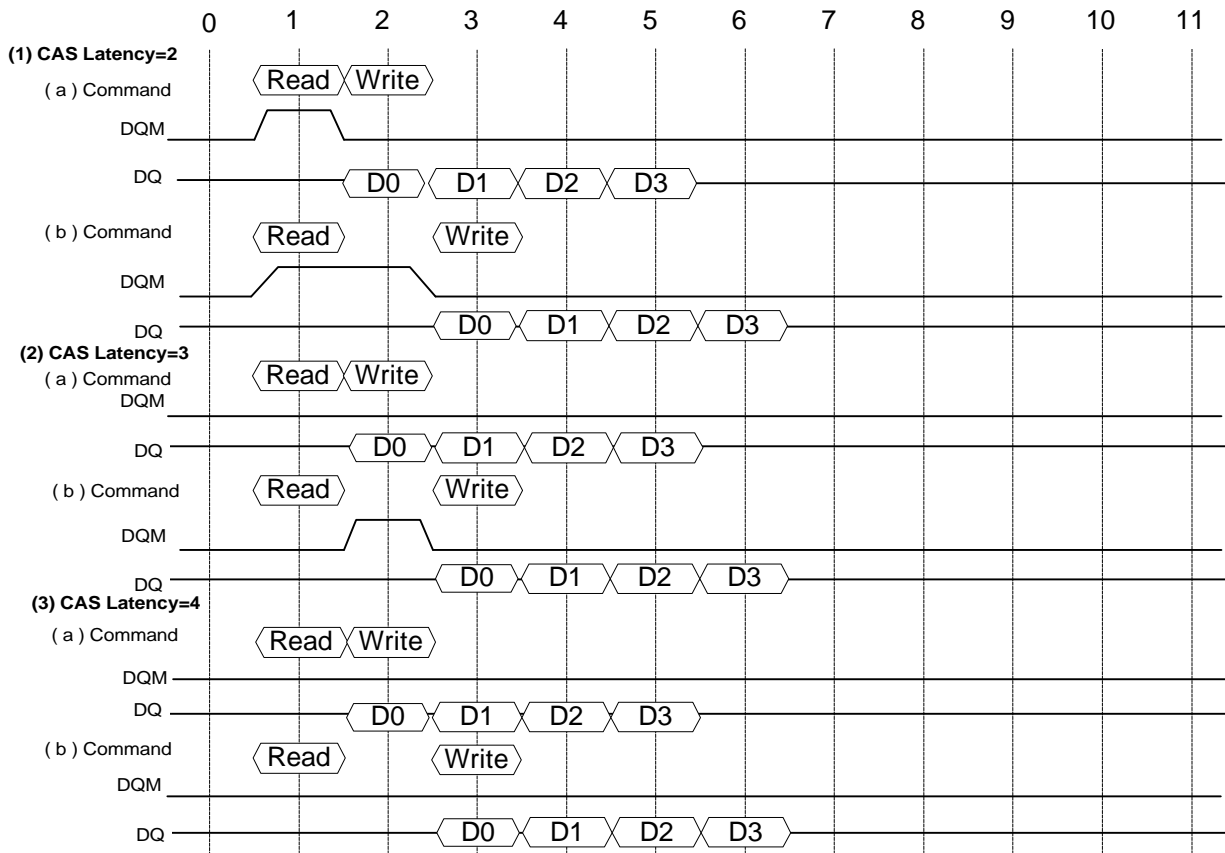 0 1 2 3 4 5 6 7 8 9 10 11
(1) CAS Latency=2
( a ) Command Read Write
DQM
DQ D0 D1 D2 D3
( b ) Command Read Write
DQM
DQ D0 D1 D2 D3
(2) CAS Latency=3
( a ) Command Read Write
DQM
DQ D0 D1 D2 D3
( b ) Command Read Write
DQM
DQ D0 D1 D2 D3
(3) CAS Latency=4
( a ) Command Read Write
DQM
DQ D0 D1 D2 D3
( b ) Command Read Write
DQM
DQ D0 D1 D2 D3